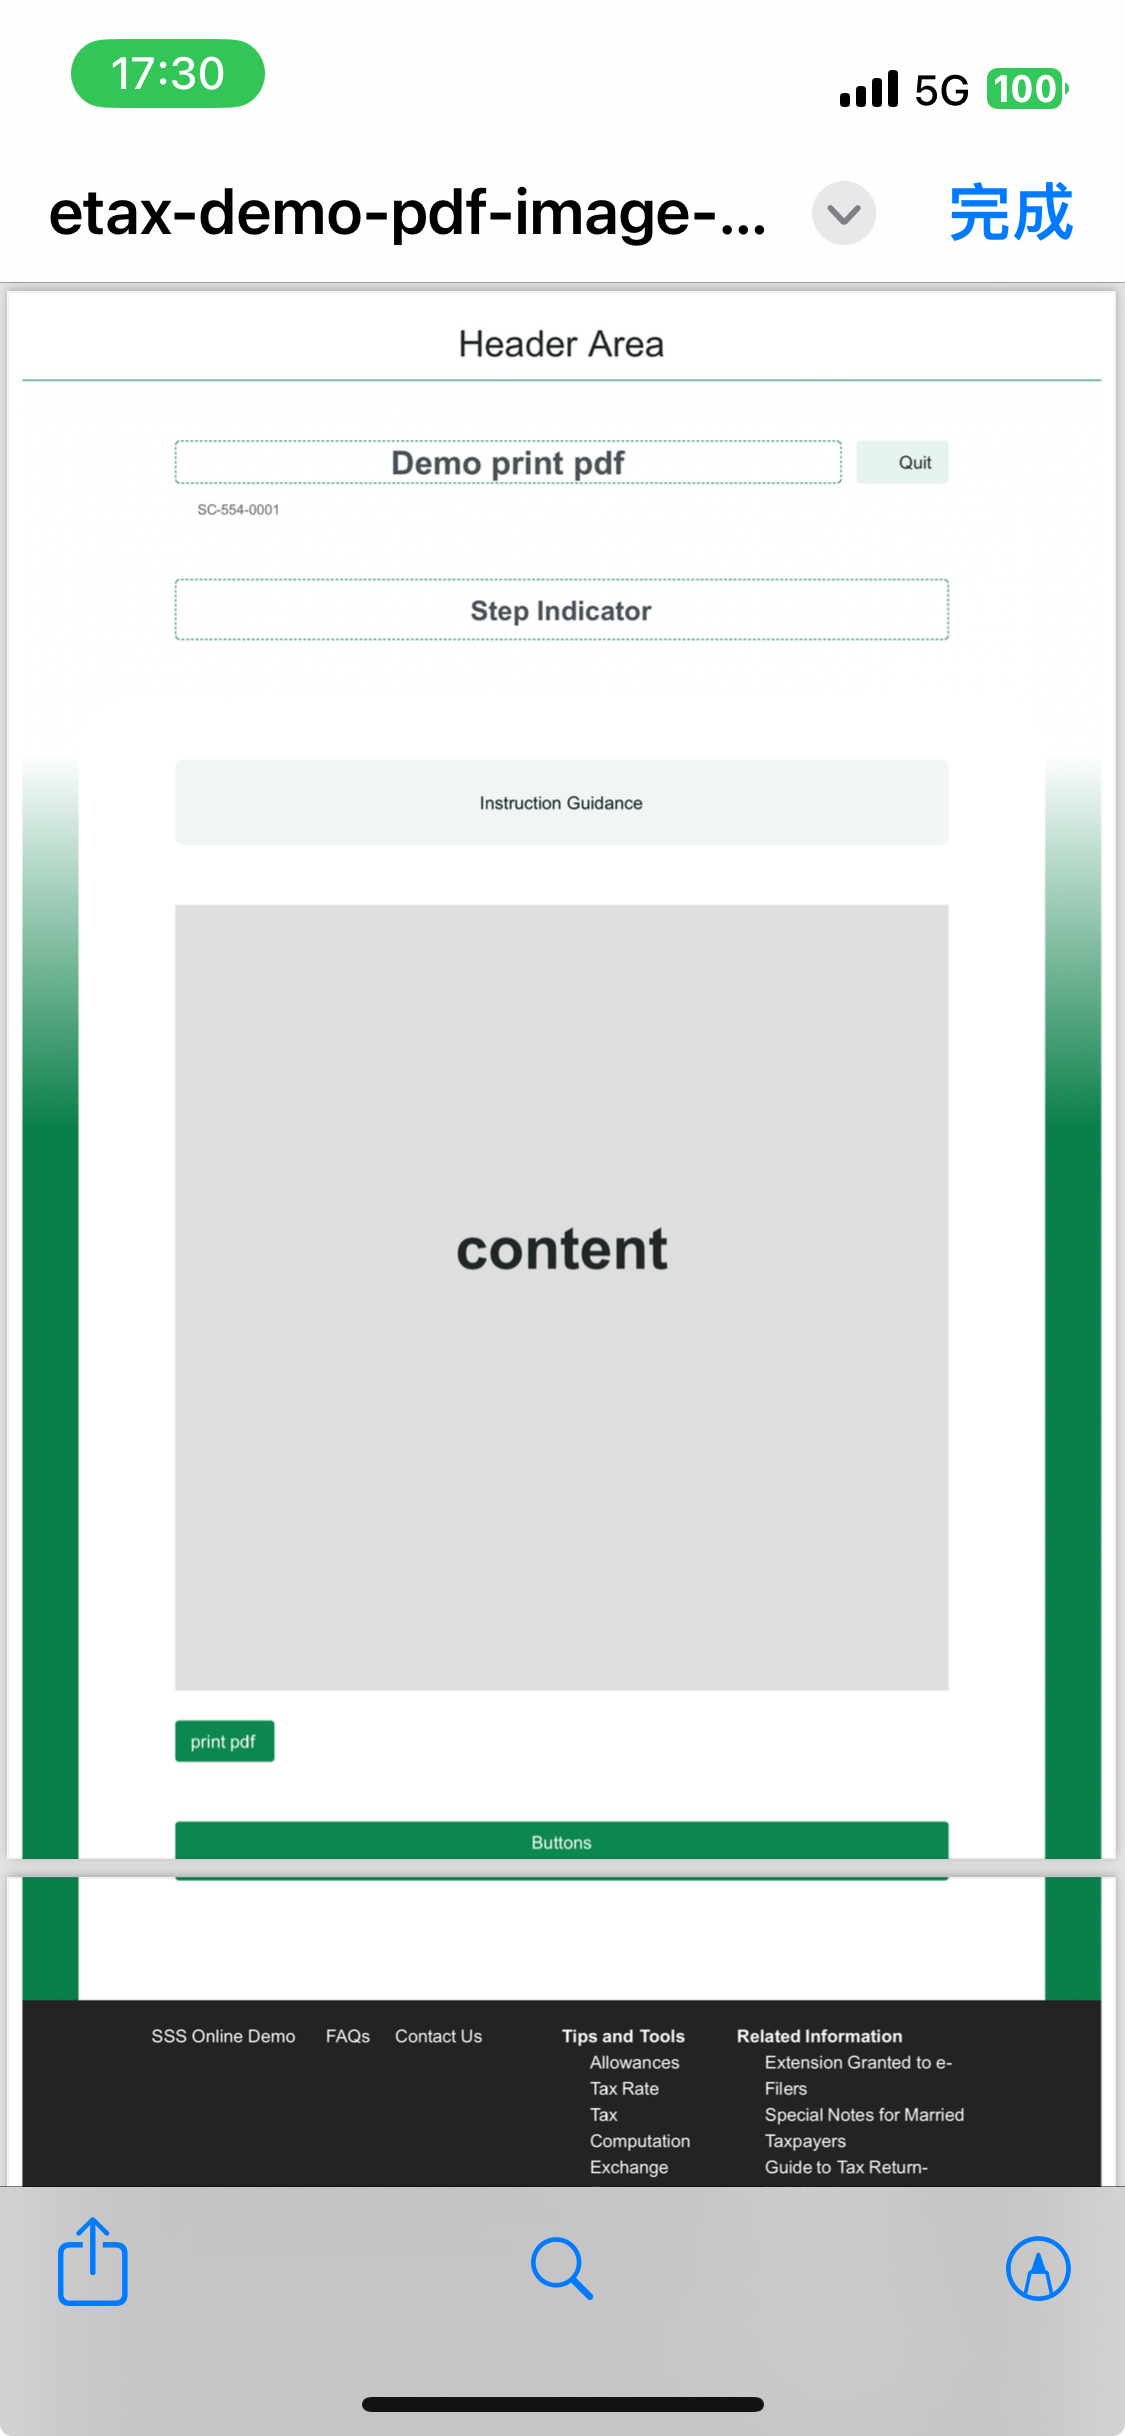 17:30
5G 100
etax-demo-pdf-image-...
完成
Header Area
Demo print pdf
Quit
SC-554-0001
Step Indicator
Instruction Guidance
content
print pdf
Buttons
SSS Online Demo FAQs Contact Us
Tips and Tools
Allowances
Tax Rate
Tax
Computation
Exchange
Related Information
Extension Granted to e-
Filers
Special Notes for Married
Taxpayers
Guide to Tax Return-